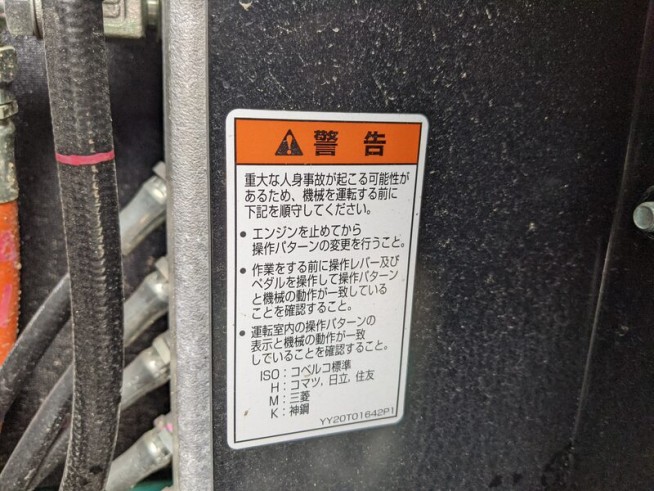 警告
重大な人身事故が起こる可能性が
あるため、機械を運転する前に
下記を順守してください。
● エンジンを止めてから
操作パターンの変更を行うこと。
● 作業をする前に操作レバー及び
ペダルを操作して操作パターン
と機械の動作が一致している
ことを確認すること。
● 運転室内の操作パターンの
表示と機械の動作が一致
していることを確認すること。
ISO：コベルコ標準
H：コマツ, 日立, 住友
M：三菱
K：神鋼
YY20T01642P1